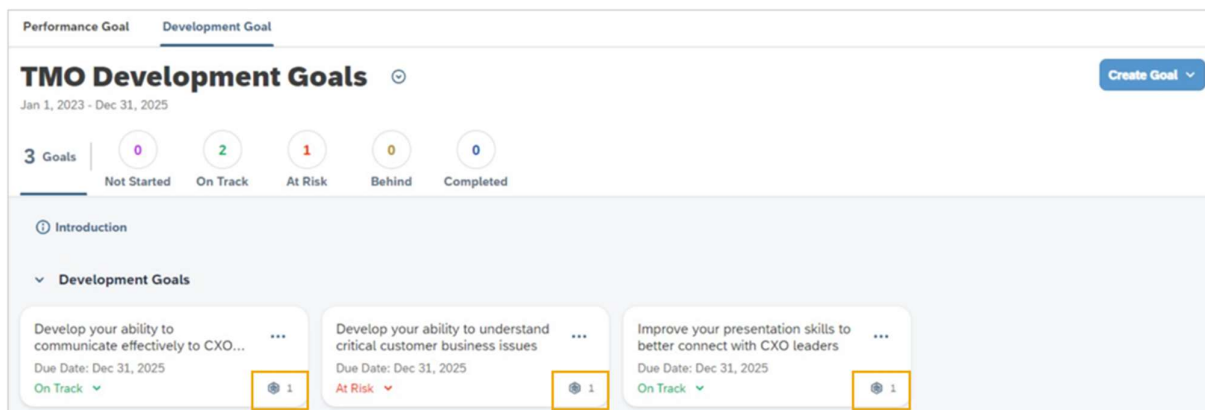 Performance Goal Development Goal
TMO Development Goals
Create Goal
Jan 1, 2023 - Dec 31, 2025
3 Goals
0 2 1 0 0
Not Started On Track At Risk Behind Completed
Introduction
Development Goals
Develop your ability to
communicate effectively to CXO...
Due Date: Dec 31, 2025
On Track
1
Develop your ability to understand
critical customer business issues
Due Date: Dec 31, 2025
At Risk
1
Improve your presentation skills to
better connect with CXO leaders
Due Date: Dec 31, 2025
On Track
1